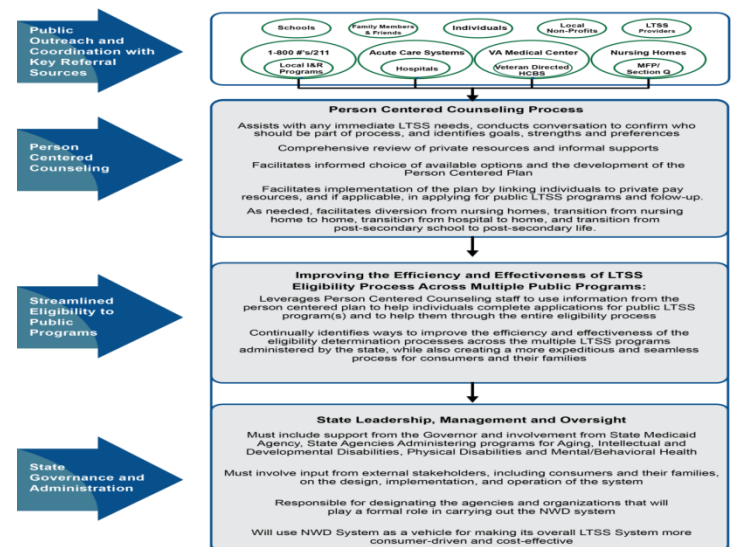 Public
Outreach and
Coordination with
Key Referral
Sources
Schools
Family Members
& Friends
Individuals
Local
Non-Profits
LTSS
Providers
1-800 #'s/211
Local I&R
Programs
Acute Care Systems
Hospitals
VA Medical Center
Veteran Directed
HCBS
Nursing Homes
MFP/
Section Q
Person
Centered
Counseling
Person Centered Counseling Process
Assists with any immediate LTSS needs, conducts conversation to confirm who
should be part of process, and identifies goals, strengths and preferences
Comprehensive review of private resources and informal supports
Facilitates informed choice of available options and the development of the
Person Centered Plan
Facilitates implementation of the plan by linking individuals to private pay
resources, and if applicable, in applying for public LTSS programs and folow-up.
As needed, facilitates diversion from nursing homes, transition from nursing
home to home, transition from hospital to home, and transition from
post-secondary school to post-secondary life.
Streamlined
Eligibility to
Public
Programs
Improving the Efficiency and Effectiveness of LTSS
Eligibility Process Across Multiple Public Programs:
Leverages Person Centered Counseling staff to use information from the
person centered plan to help individuals complete applications for public LTSS
program(s) and to help them through the entire eligibility process
Continually identifies ways to improve the efficiency and effectiveness of the
eligibility determination processes across the multiple LTSS programs
administered by the state, while also creating a more expeditious and seamless
process for consumers and their families
State
Governance and
Administration
State Leadership, Management and Oversight
Must include support from the Governor and involvement from State Medicaid
Agency, State Agencies Administering programs for Aging, Intellectual and
Developmental Disabilities, Physical Disabilities and Mental/Behavioral Health
Must involve input from external stakeholders, including consumers and their families,
on the design, implementation, and operation of the system
Responsible for designating the agencies and organizations that will
play a formal role in carrying out the NWD system
Will use NWD System as a vehicle for making its overall LTSS System more
consumer-driven and cost-effective